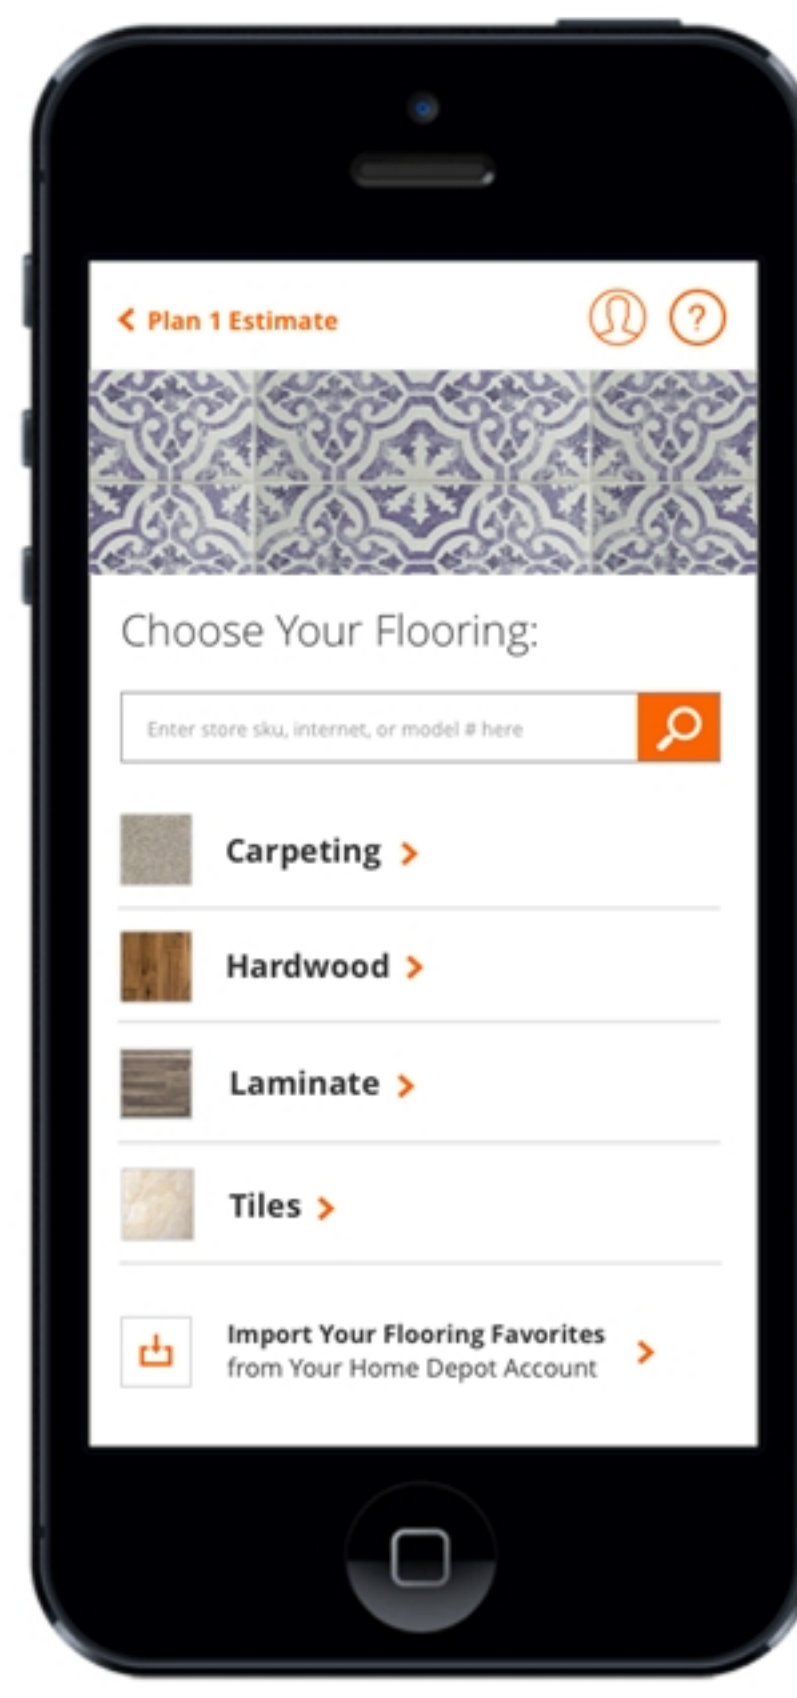 Plan 1 Estimate
?
Choose Your Flooring:
Enter store sku, internet, or model # here
Carpeting
Hardwood
Laminate
Tiles
Import Your Flooring Favorites
from Your Home Depot Account